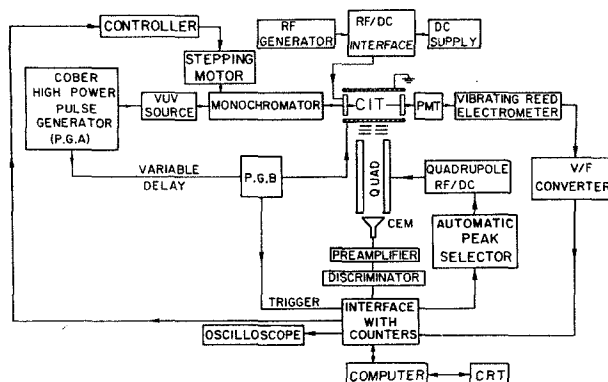 CONTROLLER
RF
GENERATOR
RF/DC
INTERFACE
DC
SUPPLY
STEPPING
MOTOR
COBER
HIGH POWER
PULSE
GENERATOR
(P.G.A)
VUV
SOURCE
MONOCHROMATOR
CIT
PMT
VIBRATING REED
ELECTROMETER
VARIABLE
DELAY
P.G.B
QUAD
QUADRUPOLE
RF/DC
V/F
CONVERTER
CEM
AUTOMATIC
PEAK
SELECTOR
PREAMPLIFIER
DISCRIMINATOR
TRIGGER
INTERFACE
WITH
COUNTERS
OSCILLOSCOPE
COMPUTER
CRT